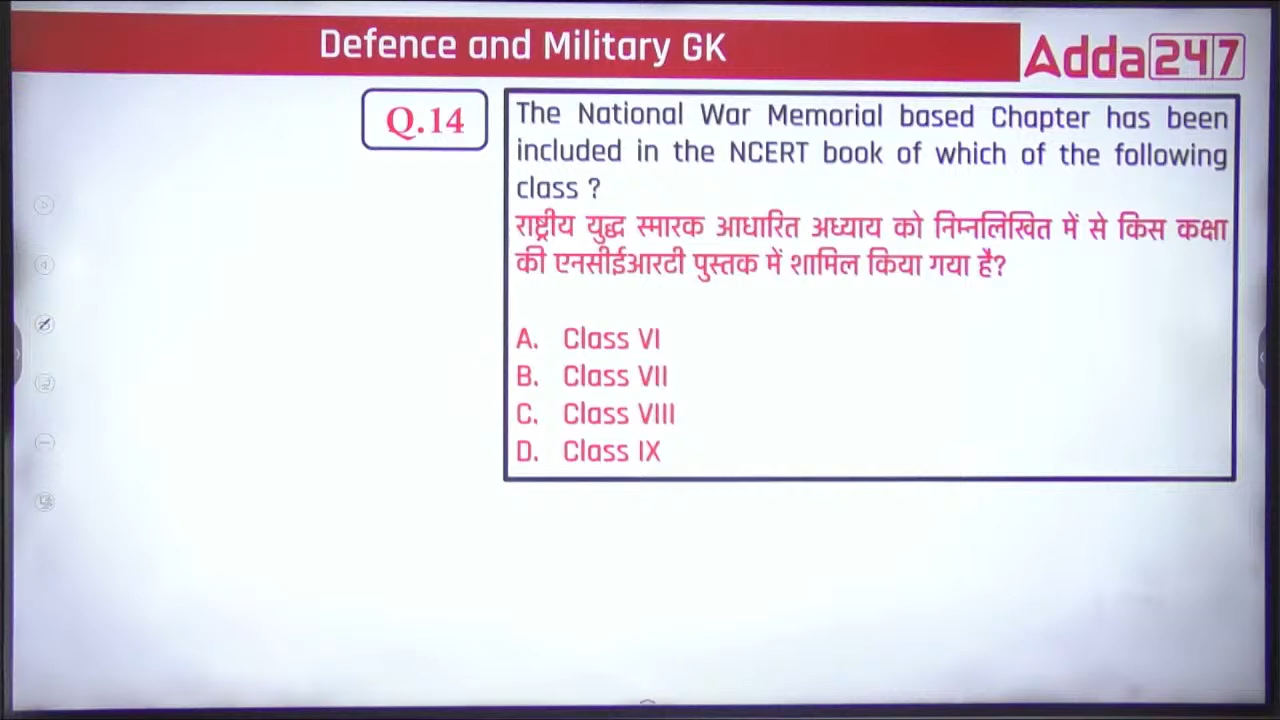 Defence and Military GK
Adda247
Q.14
The National War Memorial based Chapter has been
included in the NCERT book of which of the following
class ?
राष्ट्रीय युद्ध स्मारक आधारित अध्याय को निम्नलिखित में से किस कक्षा
की एनसीईआरटी पुस्तक में शामिल किया गया है?
A. Class VI
B. Class VII
C. Class VIII
D. Class IX